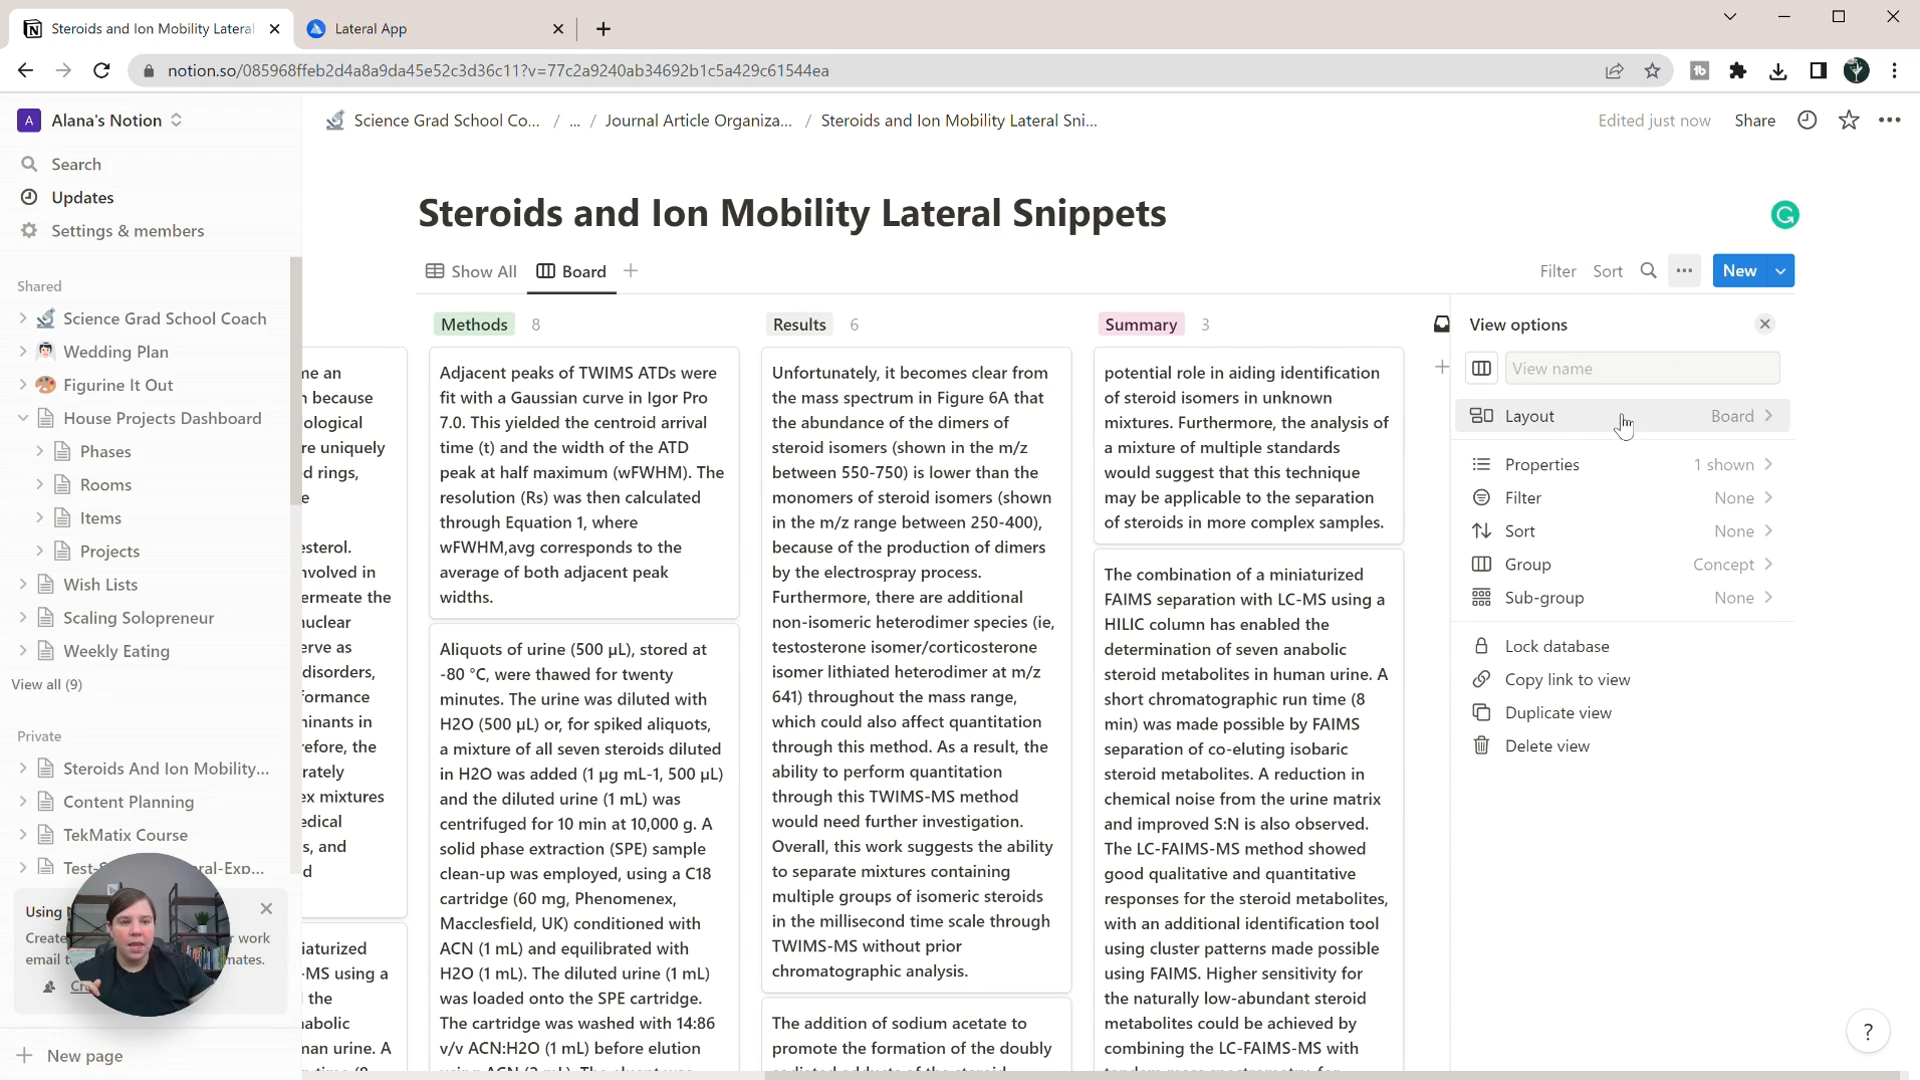 Steroids and Ion Mobility Lateral
Lateral App
notion.so/085968ffeb2d4a8a9da45e52c3d36c11?v=77c2a9240ab34692b1c5a429c61544ea
A Alana's Notion
Search
Updates
Settings & members
Shared
Science Grad School Coach
Wedding Plan
Figurine It Out
House Projects Dashboard
Phases
Rooms
Items
Projects
Wish Lists
Scaling Solopreneur
Weekly Eating
View all (9)
Private
Steroids And Ion Mobility...
Content Planning
TekMatix Course
Using
Create work
email
New page
Science Grad School Co... / ... / Journal Article Organiza... / Steroids and Ion Mobility Lateral Sni...
Edited just now
Share
Steroids and Ion Mobility Lateral Snippets
Show All
Board
Filter
Sort
New
me an
because
re uniquely
rings,
e
the
disorders,
and
d
-MS using a
the
man urine. A
Methods 8
Adjacent peaks of TWIMS ATDs were
fit with a Gaussian curve in Igor Pro
7.0. This yielded the centroid arrival
time (t) and the width of the ATD
peak at half maximum (wFWHM). The
resolution (Rs) was then calculated
through Equation 1, where
wFWHM,avg corresponds to the
average of both adjacent peak
widths.
Aliquots of urine (500 µL), stored at
-80 °C, were thawed for twenty
minutes. The urine was diluted with
H2O (500 µL) or, for spiked aliquots,
a mixture of all seven steroids diluted
in H2O was added (1 µg mL-1, 500 µL)
and the diluted urine (1 mL) was
centrifuged for 10 min at 10,000 g. A
solid phase extraction (SPE) sample
clean-up was employed, using a C18
cartridge (60 mg, Phenomenex,
Macclesfield, UK) conditioned with
ACN (1 mL) and equilibrated with
H2O (1 mL). The diluted urine (1 mL)
was loaded onto the SPE cartridge.
The cartridge was washed with 14:86
v/v ACN:H2O (1 mL) before elution
Results 6
Unfortunately, it becomes clear from
the mass spectrum in Figure 6A that
the abundance of the dimers of
steroid isomers (shown in the m/z
between 550-750) is lower than the
monomers of steroid isomers (shown
in the m/z range between 250-400),
because of the production of dimers
by the electrospray process.
Furthermore, there are additional
non-isomeric heterodimer species (ie,
testosterone isomer/corticosterone
isomer lithiated heterodimer at m/z
641) throughout the mass range,
which could also affect quantitation
through this method. As a result, the
ability to perform quantitation
through this TWIMS-MS method
would need further investigation.
Overall, this work suggests the ability
to separate mixtures containing
multiple groups of isomeric steroids
in the millisecond time scale through
TWIMS-MS without prior
chromatographic analysis.
The addition of sodium acetate to
promote the formation of the doubly
Summary 3
potential role in aiding identification
of steroid isomers in unknown
mixtures. Furthermore, the analysis of
a mixture of multiple standards
would suggest that this technique
may be applicable to the separation
of steroids in more complex samples.
The combination of a miniaturized
FAIMS separation with LC-MS using a
HILIC column has enabled the
determination of seven anabolic
steroid metabolites in human urine. A
short chromatographic run time (8
min) was made possible by FAIMS
separation of co-eluting isobaric
steroid metabolites. A reduction in
chemical noise from the urine matrix
and improved S:N is also observed.
The LC-FAIMS-MS method showed
good qualitative and quantitative
responses for the steroid metabolites,
with an additional identification tool
using cluster patterns made possible
using FAIMS. Higher sensitivity for
the naturally low-abundant steroid
metabolites could be achieved by
combining the LC-FAIMS-MS with
View options
View name
Layout Board
Properties 1 shown
Filter None
Sort None
Group Concept
Sub-group None
Lock database
Copy link to view
Duplicate view
Delete view
?